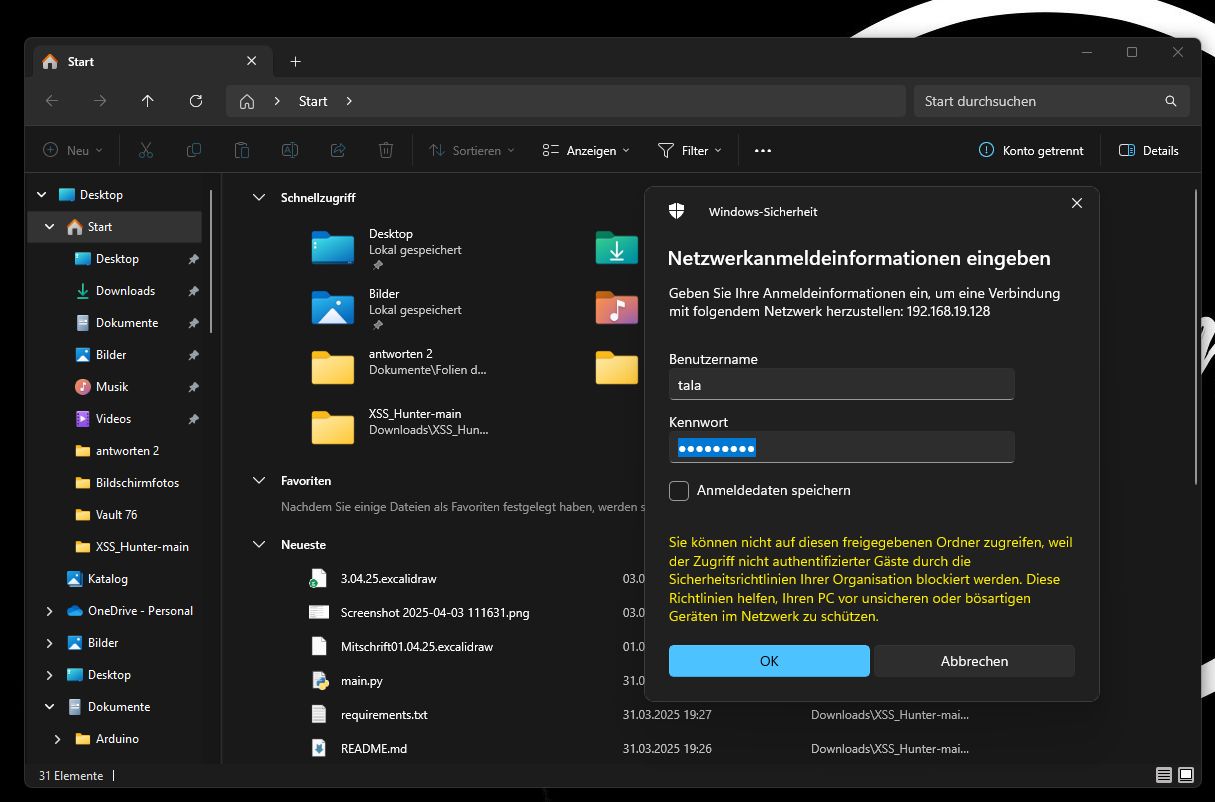 Start
Start
Start durchsuchen
Neu
Sortieren
Anzeigen
Filter
Konto getrennt
Details
Desktop
Start
Desktop
Downloads
Dokumente
Bilder
Musik
Videos
antworten 2
Bildschirmfotos
Vault 76
XSS_Hunter-main
Katalog
OneDrive - Personal
Bilder
Desktop
Dokumente
Arduino
Schnellzugriff
Desktop
Lokal gespeichert
Bilder
Lokal gespeichert
antworten 2
Dokumente\Folien d...
XSS_Hunter-main
Downloads\XSS_Hun...
Favoriten
Nachdem Sie einige Dateien als Favoriten festgelegt haben, werden s
Neueste
3.04.25.excalidraw 03.0
Screenshot 2025-04-03 111631.png 03.0
Mitschrift01.04.25.excalidraw 01.0
main.py 31.0
requirements.txt 31.03.2025 19:27 Downloads\XSS_Hunter-mai...
README.md 31.03.2025 19:26 Downloads\XSS_Hunter-mai...
Windows-Sicherheit
Netzwerkanmeldeinformationen eingeben
Geben Sie Ihre Anmeldeinformationen ein, um eine Verbindung
mit folgendem Netzwerk herzustellen: 192.168.19.128
Benutzername
tala
Kennwort
●●●●●●●●●
Anmeldedaten speichern
Sie können nicht auf diesen freigegebenen Ordner zugreifen, weil
der Zugriff nicht authentifizierter Gäste durch die
Sicherheitsrichtlinien Ihrer Organisation blockiert werden. Diese
Richtlinien helfen, Ihren PC vor unsicheren oder bösartigen
Geräten im Netzwerk zu schützen.
OK
Abbrechen
31 Elemente